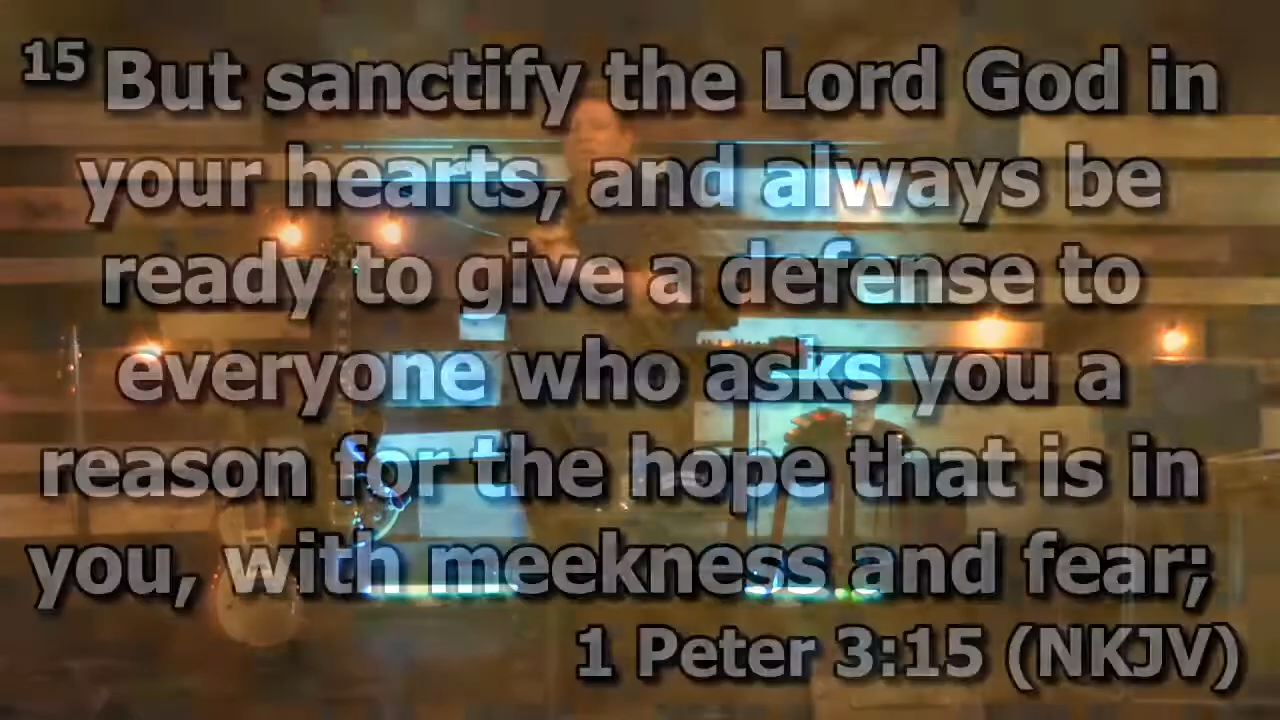 15 But sanctify the Lord God in
your hearts, and always be
ready to give a defense to
everyone who asks you a
reason for the hope that is in
you, with meekness and fear;
1 Peter 3:15 (NKJV)